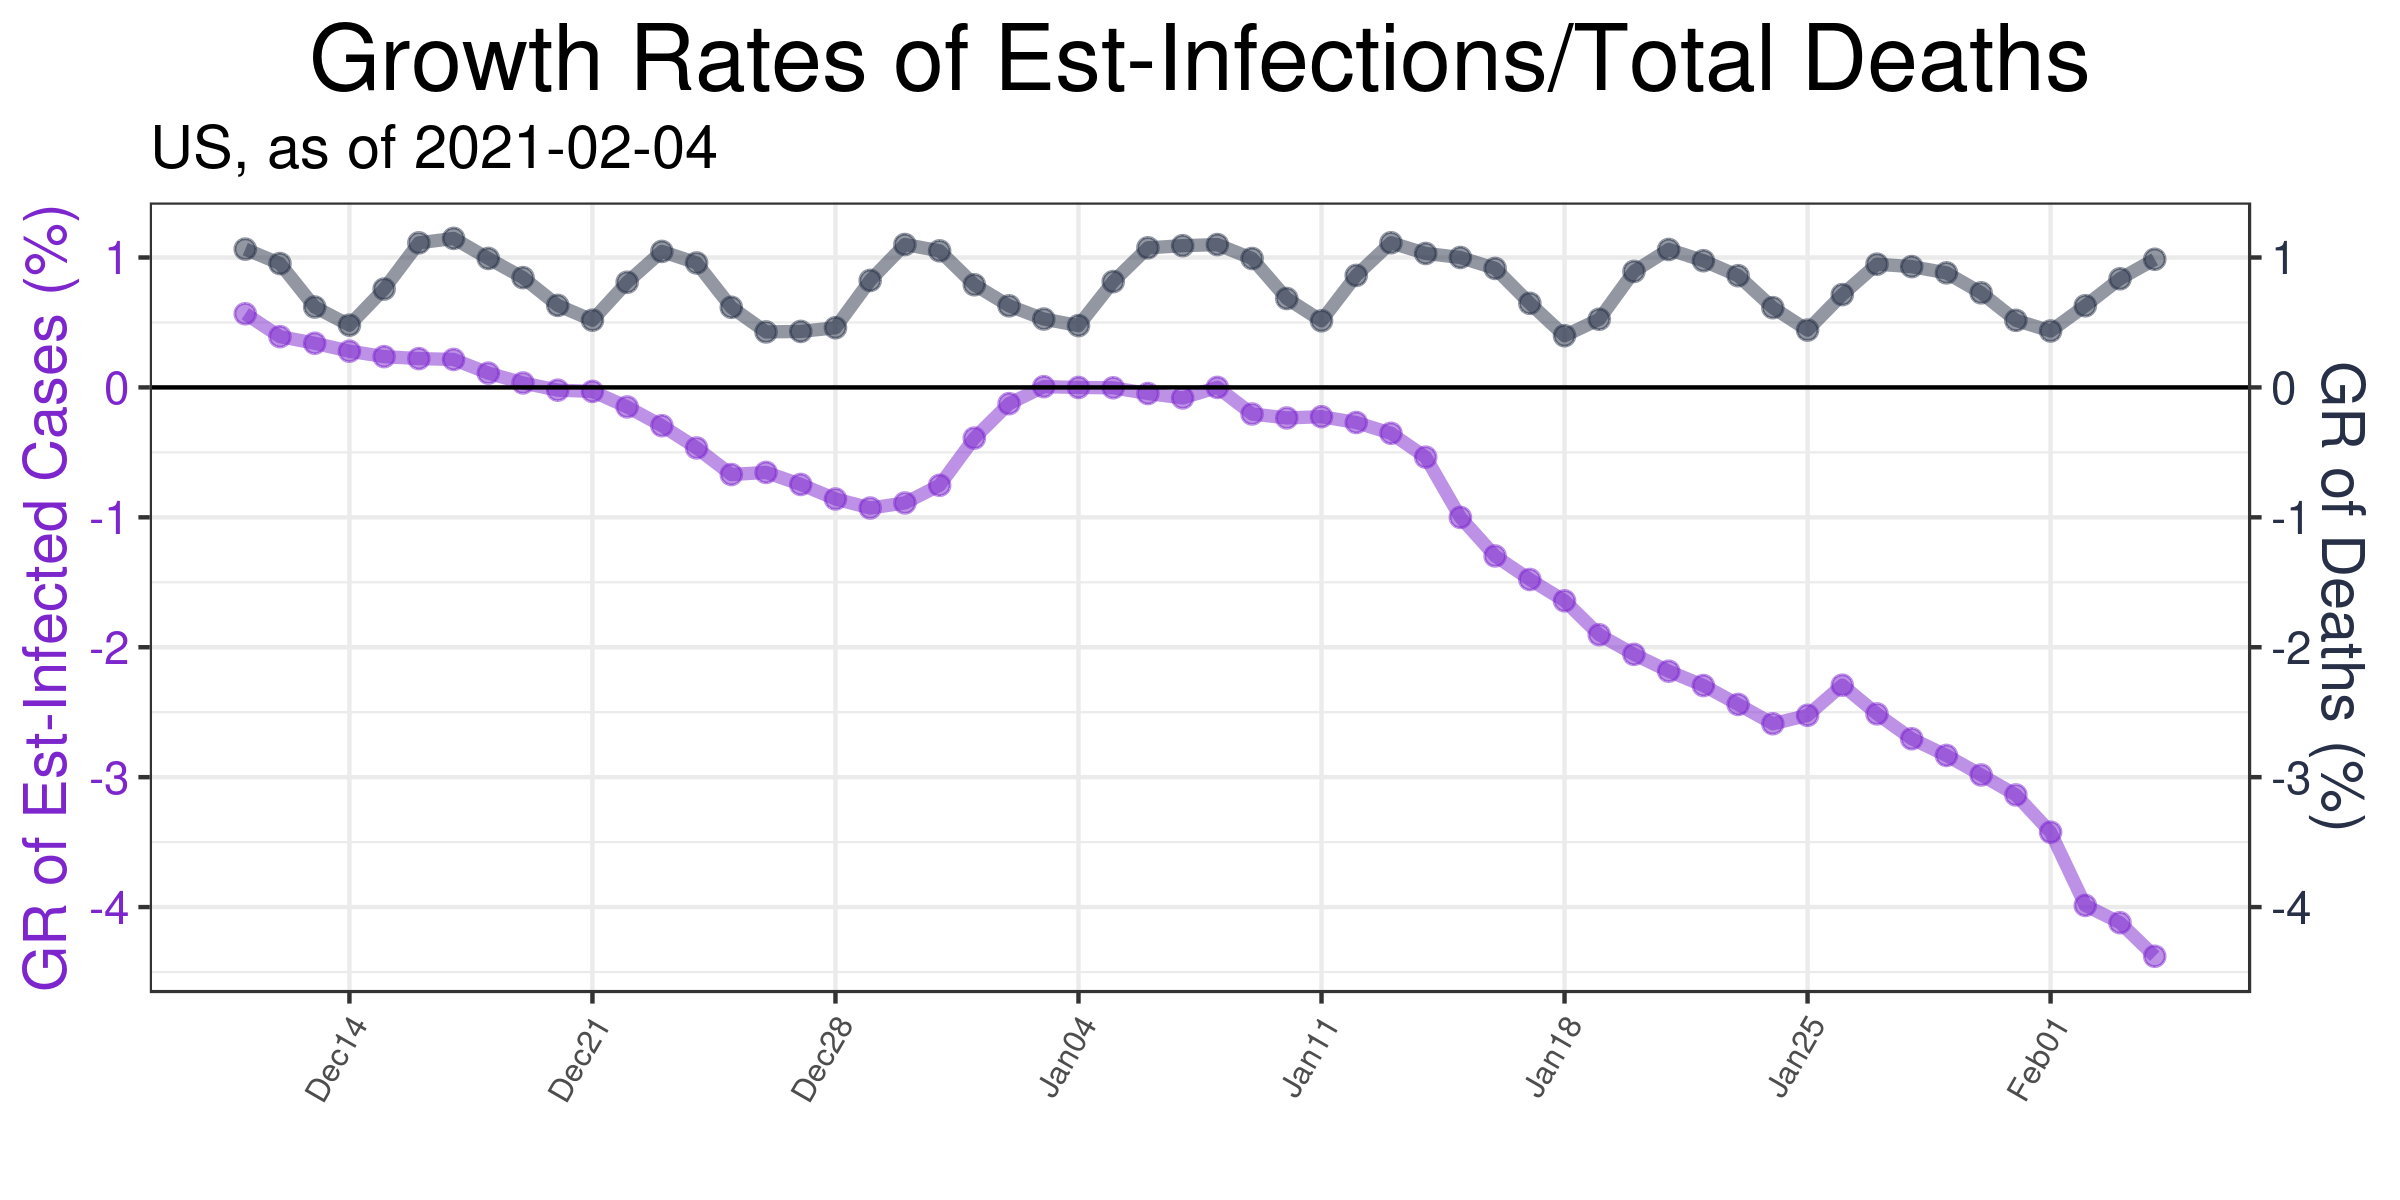 Growth Rates of Est-Infections/Total Deaths
US, as of 2021-02-04
GR of Est-Infected Cases (%)
1
0
-1
-2
-3
-4
1
0
-1
-2
-3
-4
GR of Deaths (%)
Dec14
Dec21
Dec28
Jan04
Jan11
Jan18
Jan25
Feb01